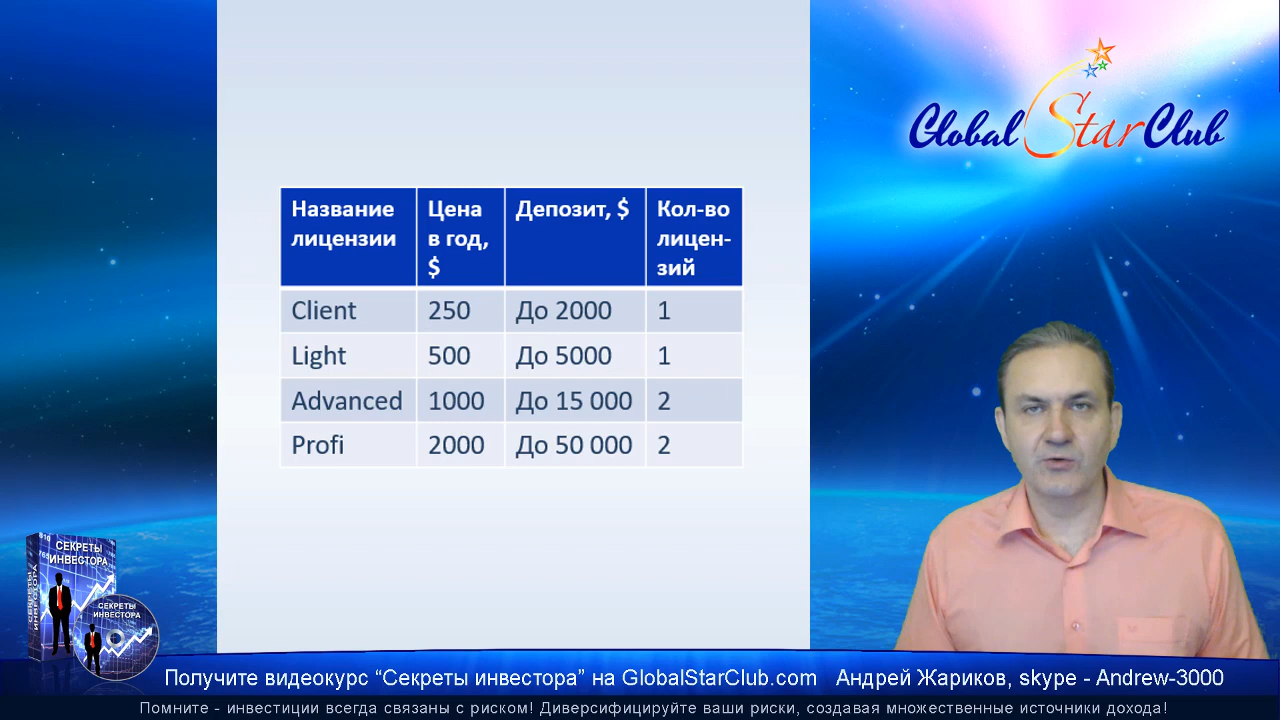 Global Star Club
Название лицензии
Цена в год, $
Депозит, $
Кол-во лицен-зий
Client 250 До 2000 1
Light 500 До 5000 1
Advanced 1000 До 15 000 2
Profi 2000 До 50 000 2
СЕКРЕТЫ
ИНВЕСТОРА
СЕКРЕТЫ
ИНВЕСТОРА
СЕКРЕТЫ
ИНВЕСТОРА
Получите видеокурс “Секреты инвестора” на GlobalStarClub.com Андрей Жариков, skype - Andrew-3000
Помните - инвестиции всегда связаны с риском! Диверсифицируйте ваши риски, создавая множественные источники дохода!